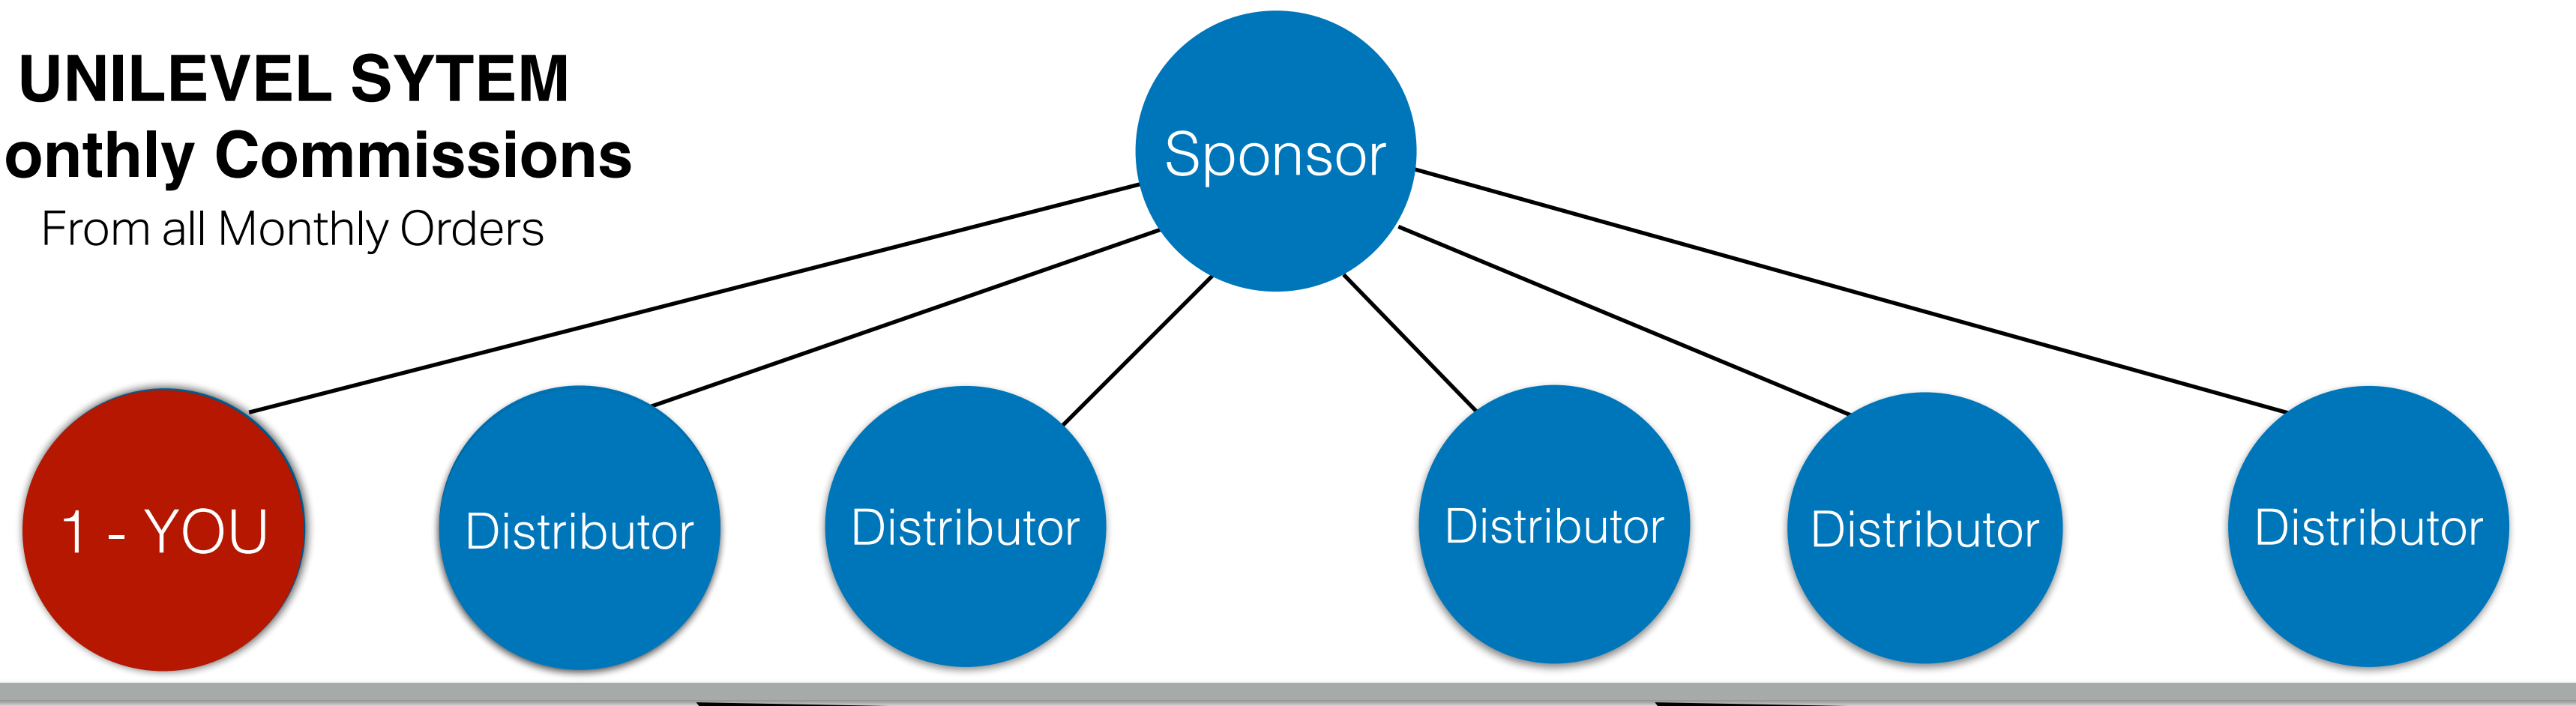 UNILEVEL SYTEM
onthly Commissions
From all Monthly Orders
Sponsor
1 - YOU
Distributor
Distributor
Distributor
Distributor
Distributor